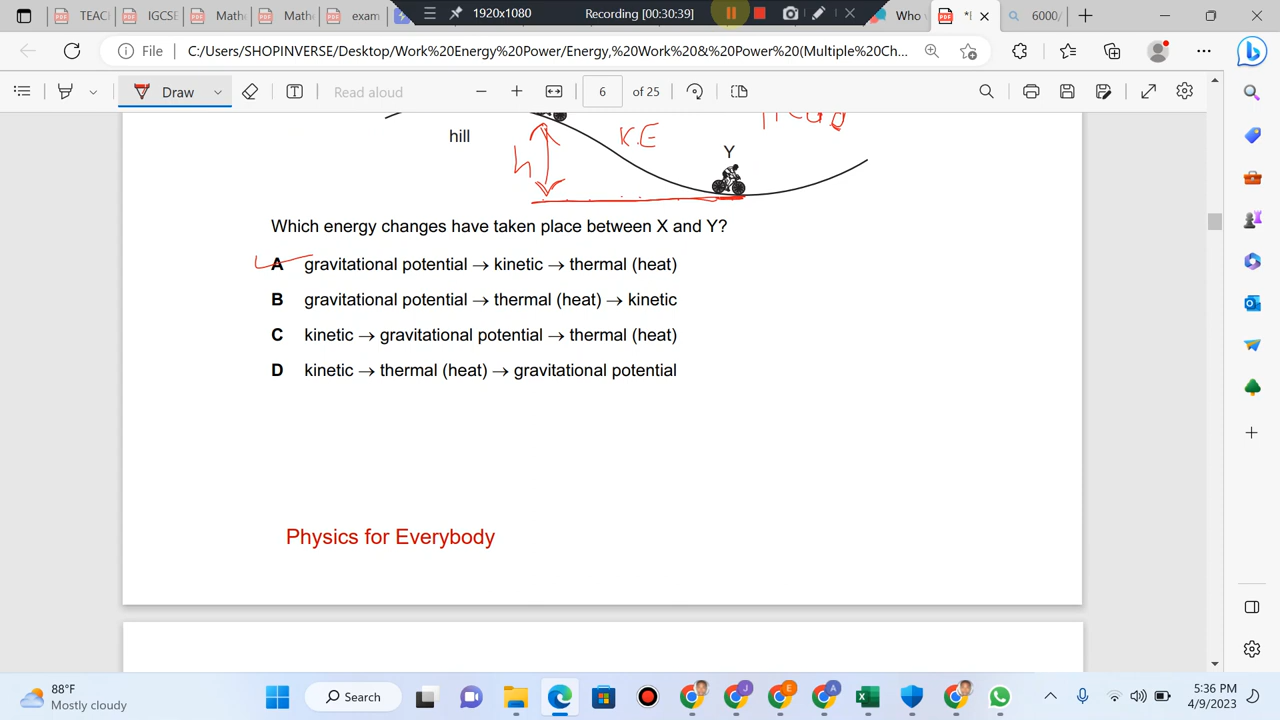 TEAC
IGCSE
Mat
Math
exam
1920x1080
Recording [00:30:39]
Who
6000/
File
C:/Users/SHOPINVERSE/Desktop/Work%20Energy%20Power/Energy,%20Work%20&%20Power%20(Multiple%20Ch...
Draw
Read aloud
6
of 25
hill
K.E
h
Y
Which energy changes have taken place between X and Y?
A gravitational potential → kinetic → thermal (heat)
B gravitational potential → thermal (heat) → kinetic
C kinetic → gravitational potential → thermal (heat)
D kinetic → thermal (heat) → gravitational potential
Physics for Everybody
88°F
Mostly cloudy
Search
5:36 PM
4/9/2023